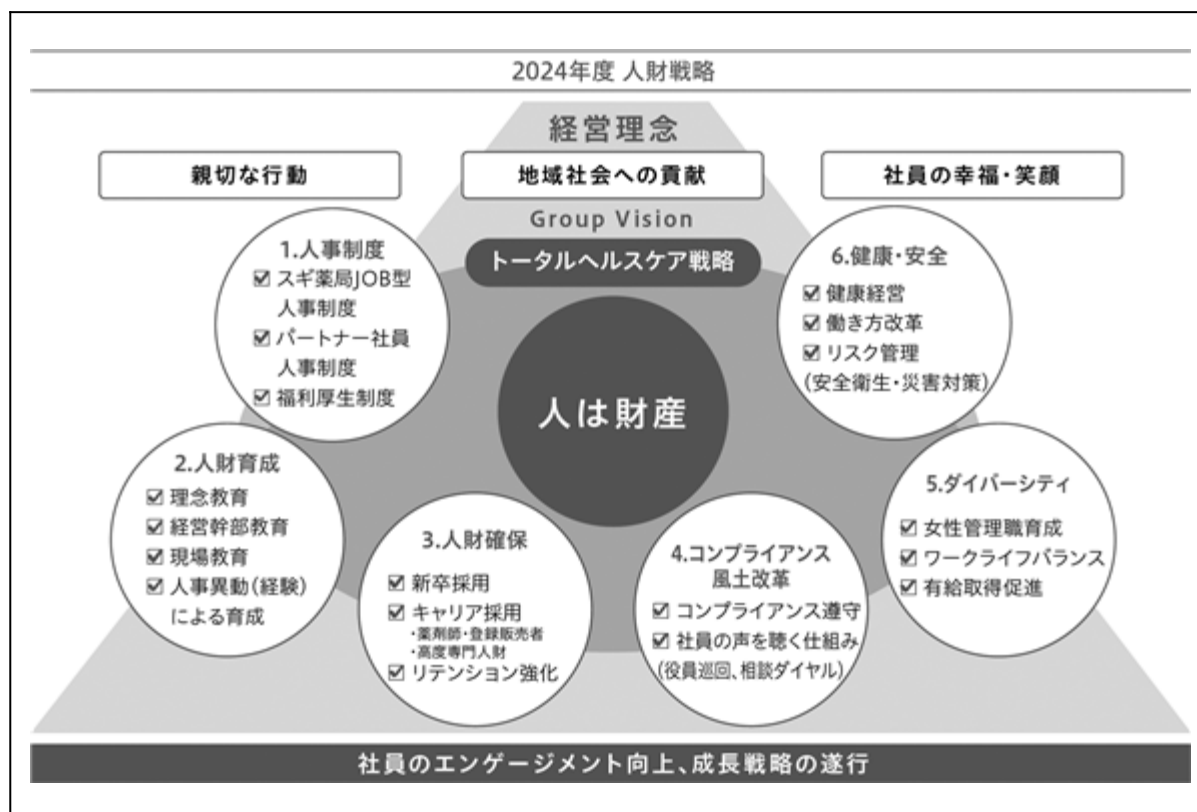 2024年度 人財戦略
経営理念
親切な行動
地域社会への貢献
社員の幸福・笑顔
Group Vision
トータルヘルスケア戦略
人は財産
1.人事制度
☑ スギ薬局JOB型
人事制度
☑ パートナー社員
人事制度
☑ 福利厚生制度
2.人財育成
☑ 理念教育
☑ 経営幹部教育
☑ 現場教育
☑ 人事異動(経験)
による育成
3.人財確保
☑ 新卒採用
☑ キャリア採用
・薬剤師・登録販売者
・高度専門人財
☑ リテンション強化
4.コンプライアンス
風土改革
☑ コンプライアンス遵守
☑ 社員の声を聴く仕組み
(役員巡回、相談ダイヤル)
5.ダイバーシティ
☑ 女性管理職育成
☑ ワークライフバランス
☑ 有給取得促進
6.健康・安全
☑ 健康経営
☑ 働き方改革
☑ リスク管理
(安全衛生・災害対策)
社員のエンゲージメント向上、成長戦略の遂行